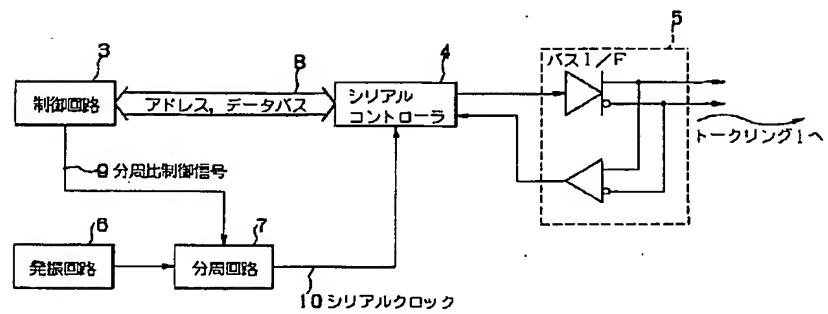 3
8
4
5
制御回路
アドレス,データバス
シリアル
コントローラ
バスI/F
トークリング1へ
9分周比制御信号
6
7
発振回路
分周回路
10シリアルクロック